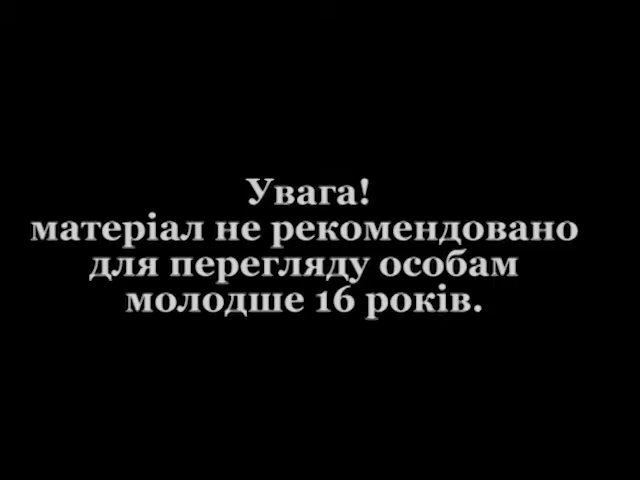 Увага!
матеріал не рекомендовано
для перегляду особам
молодше 16 років.